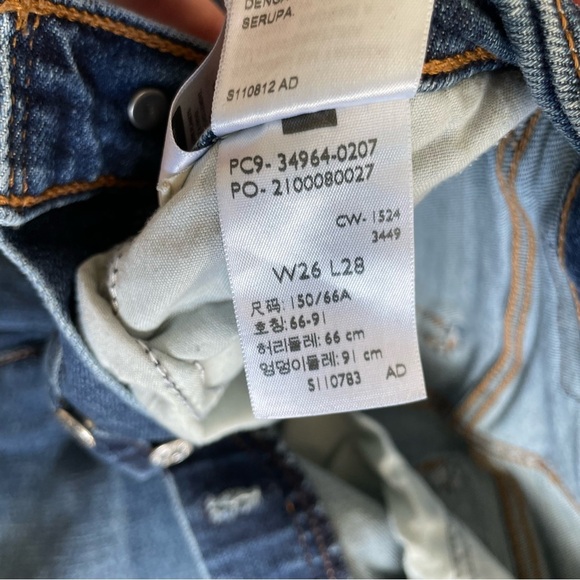 DENGA
SERUPA.
S110812 AD
PC9- 34964-0207
PO- 2100080027
CW- 1524
3449
W26 L28
尺码: 150/66A
호칭: 66-91
허리둘레: 66 cm
엉덩이둘레: 91 cm
S110783 AD